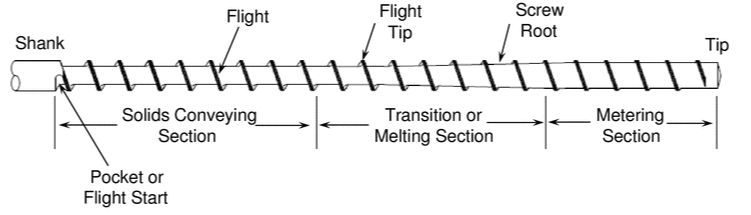 Shank
Flight
Flight
Tip
Screw
Root
Tip
Solids Conveying
Section
Transition or
Melting Section
Metering
Section
Pocket or
Flight Start